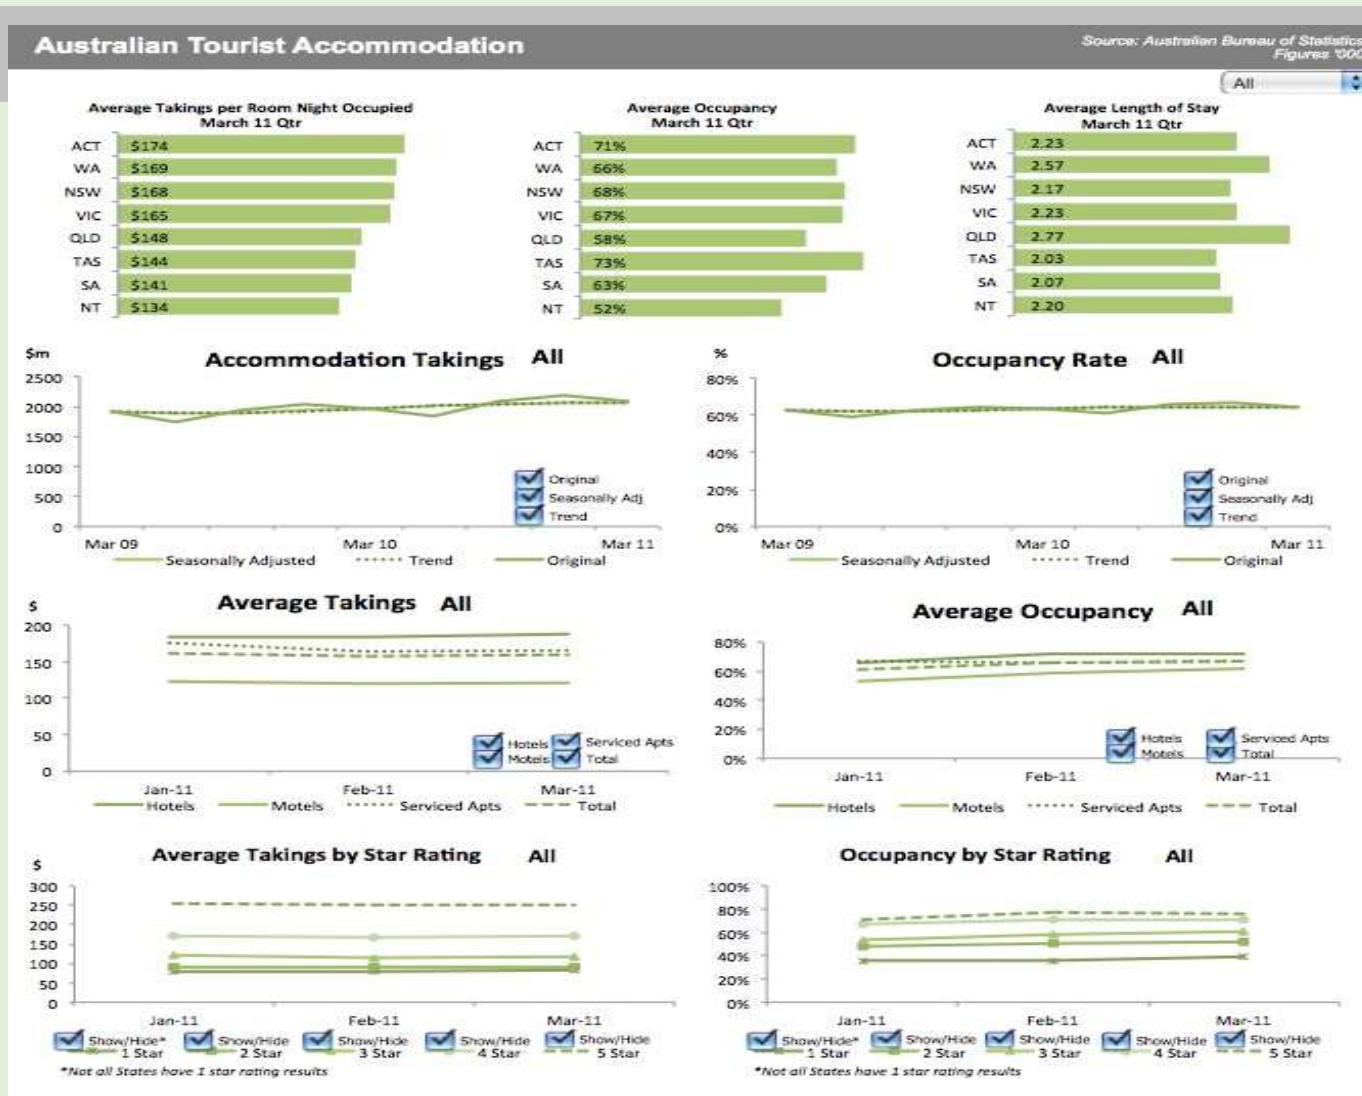 Australian Tourist Accommodation
Source: Australian Bureau of Statistics
Figures '000
All
Average Takings per Room Night Occupied
March 11 Qtr
ACT $174
WA $169
NSW $168
VIC $165
QLD $148
TAS $144
SA $141
NT $134
Average Occupancy
March 11 Qtr
ACT 71%
WA 66%
NSW 68%
VIC 67%
QLD 58%
TAS 73%
SA 63%
NT 52%
Average Length of Stay
March 11 Qtr
ACT 2.23
WA 2.57
NSW 2.17
VIC 2.23
QLD 2.77
TAS 2.03
SA 2.07
NT 2.20
$m
Accommodation Takings All
2500
2000
1500
1000
500
0
Original
Seasonally Adj
Trend
Mar 09 Mar 10 Mar 11
Seasonally Adjusted Trend Original
%
Occupancy Rate All
80%
60%
40%
20%
0%
Original
Seasonally Adj
Trend
Mar 09 Mar 10 Mar 11
Seasonally Adjusted Trend Original
$
Average Takings All
200
150
100
50
0
Hotels Serviced Apts
Motels Total
Jan-11 Feb-11 Mar-11
Hotels Motels Serviced Apts Total
Average Occupancy All
80%
60%
40%
20%
0%
Hotels Serviced Apts
Motels Total
Jan-11 Feb-11 Mar-11
Hotels Motels Serviced Apts Total
$
Average Takings by Star Rating All
300
250
200
150
100
50
0
Jan-11 Feb-11 Mar-11
Show/Hide* Show/Hide Show/Hide Show/Hide Show/Hide
1 Star 2 Star 3 Star 4 Star 5 Star
*Not all States have 1 star rating results
Occupancy by Star Rating All
100%
80%
60%
40%
20%
0%
Jan-11 Feb-11 Mar-11
Show/Hide* Show/Hide Show/Hide Show/Hide Show/Hide
1 Star 2 Star 3 Star 4 Star 5 Star
*Not all States have 1 star rating results